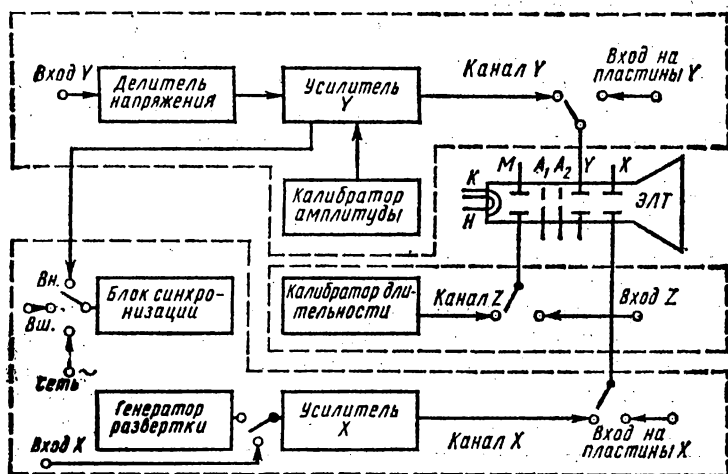 Вход Y
Делитель
напряжения
Усилитель
Y
Канал Y
Вход на
пластины Y
Калибратор
амплитуды
К
Н
М
A1
A2
Y
X
ЭЛТ
Вн.
Вш.
Сеть ~
Блок синхро-
низации
Калибратор дли-
тельности
Канал Z
Вход Z
Генератор
развертки
Усилитель
X
Канал X
Вход на
пластины X
Вход X